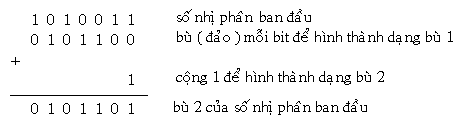 1 0 1 0 0 1 1 số nhị phân ban đầu
0 1 0 1 1 0 0 bù ( đảo ) mỗi bit để hình thành dạng bù 1
+
1 cộng 1 để hình thành dạng bù 2
0 1 0 1 1 0 1 bù 2 của số nhị phân ban đầu